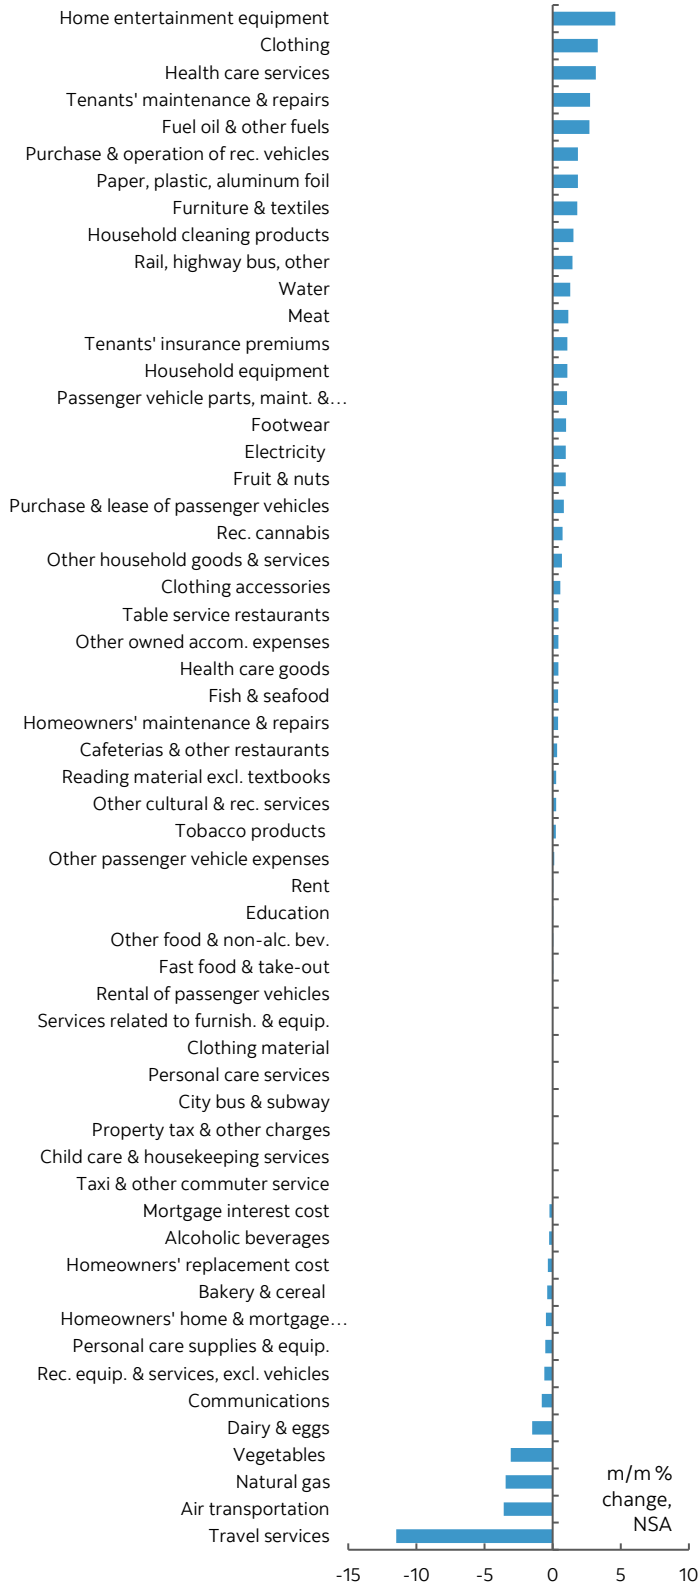 Home entertainment equipment
Clothing
Health care services
Tenants' maintenance & repairs
Fuel oil & other fuels
Purchase & operation of rec. vehicles
Paper, plastic, aluminum foil
Furniture & textiles
Household cleaning products
Rail, highway bus, other
Water
Meat
Tenants' insurance premiums
Household equipment
Passenger vehicle parts, maint. &…
Footwear
Electricity
Fruit & nuts
Purchase & lease of passenger vehicles
Rec. cannabis
Other household goods & services
Clothing accessories
Table service restaurants
Other owned accom. expenses
Health care goods
Fish & seafood
Homeowners' maintenance & repairs
Cafeterias & other restaurants
Reading material excl. textbooks
Other cultural & rec. services
Tobacco products
Other passenger vehicle expenses
Rent
Education
Other food & non-alc. bev.
Fast food & take-out
Rental of passenger vehicles
Services related to furnish. & equip.
Clothing material
Personal care services
City bus & subway
Property tax & other charges
Child care & housekeeping services
Taxi & other commuter service
Mortgage interest cost
Alcoholic beverages
Homeowners' replacement cost
Bakery & cereal
Homeowners' home & mortgage…
Personal care supplies & equip.
Rec. equip. & services, excl. vehicles
Communications
Dairy & eggs
Vegetables
Natural gas
Air transportation
Travel services
m/m %
change,
NSA
-15 -10 -5 0 5 10